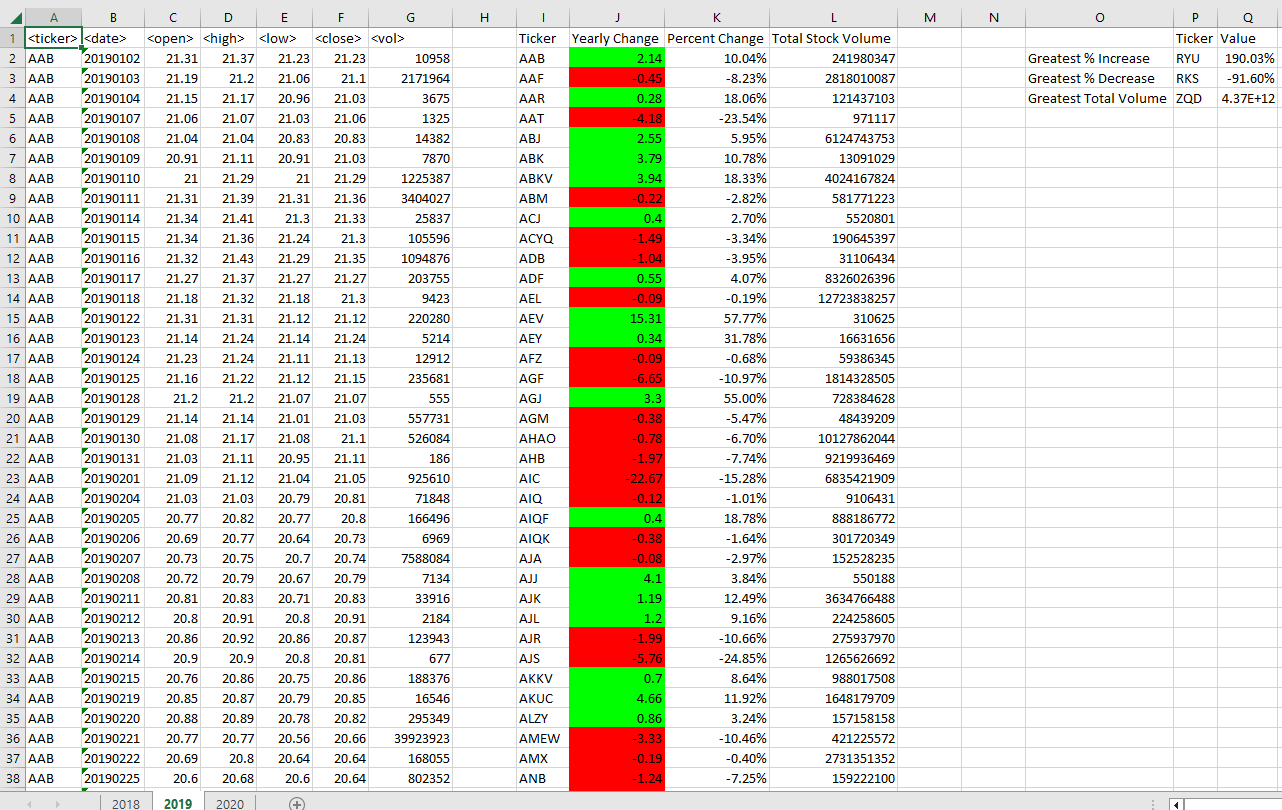 A B C D E F G H I J K L M N O P Q
1 <ticker> <date> <open> <high> <low> <close> <vol> Ticker Yearly Change Percent Change Total Stock Volume Ticker Value
2 AAB 20190102 21.31 21.37 21.23 21.23 10958 AAB 2.14 10.04% 241980347 Greatest % Increase RYU 190.03%
3 AAB 20190103 21.19 21.2 21.06 21.1 2171964 AAF -0.45 -8.23% 2818010087 Greatest % Decrease RKS -91.60%
4 AAB 20190104 21.15 21.17 20.96 21.03 3675 AAR 0.28 18.06% 121437103 Greatest Total Volume ZQD 4.37E+12
5 AAB 20190107 21.06 21.07 21.03 21.06 1325 AAT -4.18 -23.54% 971117
6 AAB 20190108 21.04 21.04 20.83 20.83 14382 ABJ 2.55 5.95% 6124743753
7 AAB 20190109 20.91 21.11 20.91 21.03 7870 ABK 3.79 10.78% 13091029
8 AAB 20190110 21 21.29 21 21.29 1225387 ABKV 3.94 18.33% 4024167824
9 AAB 20190111 21.31 21.39 21.31 21.36 3404027 ABM -0.22 -2.82% 581771223
10 AAB 20190114 21.34 21.41 21.3 21.33 25837 ACJ 0.4 2.70% 5520801
11 AAB 20190115 21.34 21.36 21.24 21.3 105596 ACYQ -1.49 -3.34% 190645397
12 AAB 20190116 21.32 21.43 21.29 21.35 1094876 ADB -1.04 -3.95% 31106434
13 AAB 20190117 21.27 21.37 21.27 21.27 203755 ADF 0.55 4.07% 8326026396
14 AAB 20190118 21.18 21.32 21.18 21.3 9423 AEL -0.09 -0.19% 12723838257
15 AAB 20190122 21.31 21.31 21.12 21.12 220280 AEV 15.31 57.77% 310625
16 AAB 20190123 21.14 21.24 21.14 21.24 5214 AEY 0.34 31.78% 16631656
17 AAB 20190124 21.23 21.24 21.11 21.13 12912 AFZ -0.09 -0.68% 59386345
18 AAB 20190125 21.16 21.22 21.12 21.15 235681 AGF -6.65 -10.97% 1814328505
19 AAB 20190128 21.2 21.2 21.07 21.07 555 AGJ 3.3 55.00% 728384628
20 AAB 20190129 21.14 21.14 21.01 21.03 557731 AGM -0.38 -5.47% 48439209
21 AAB 20190130 21.08 21.17 21.08 21.1 526084 AHAO -0.78 -6.70% 10127862044
22 AAB 20190131 21.03 21.11 20.95 21.11 186 AHB -1.97 -7.74% 9219936469
23 AAB 20190201 21.09 21.12 21.04 21.05 925610 AIC -22.67 -15.28% 6835421909
24 AAB 20190204 21.03 21.03 20.79 20.81 71848 AIQ -0.12 -1.01% 9106431
25 AAB 20190205 20.77 20.82 20.77 20.8 166496 AIQF 0.4 18.78% 888186772
26 AAB 20190206 20.69 20.77 20.64 20.73 6969 AIQK -0.38 -1.64% 301720349
27 AAB 20190207 20.73 20.75 20.7 20.74 7588084 AJA -0.08 -2.97% 152528235
28 AAB 20190208 20.72 20.79 20.67 20.79 7134 AJJ 4.1 3.84% 550188
29 AAB 20190211 20.81 20.83 20.71 20.83 33916 AJK 1.19 12.49% 3634766488
30 AAB 20190212 20.8 20.91 20.8 20.91 2184 AJL 1.2 9.16% 224258605
31 AAB 20190213 20.86 20.92 20.86 20.87 123943 AJR -1.99 -10.66% 275937970
32 AAB 20190214 20.9 20.9 20.8 20.81 677 AJS -5.76 -24.85% 1265626692
33 AAB 20190215 20.76 20.86 20.75 20.86 188376 AKKV 0.7 8.64% 988017508
34 AAB 20190219 20.85 20.87 20.79 20.85 16546 AKUC 4.66 11.92% 1648179709
35 AAB 20190220 20.88 20.89 20.78 20.82 295349 ALZY 0.86 3.24% 157158158
36 AAB 20190221 20.77 20.77 20.56 20.66 39923923 AMEW -3.33 -10.46% 421225572
37 AAB 20190222 20.69 20.8 20.64 20.64 168055 AMX -0.19 -0.40% 2731351352
38 AAB 20190225 20.6 20.68 20.6 20.64 802352 ANB -1.24 -7.25% 159222100
2018 2019 2020